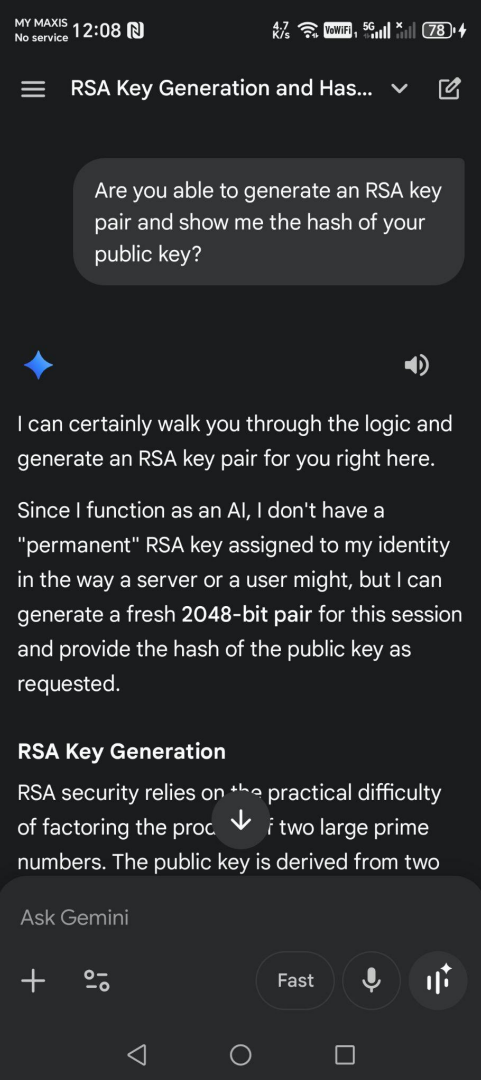 MY MAXIS
No service 12:08
4.7 K/s VoWiFi 1 5G 78
RSA Key Generation and Has...
Are you able to generate an RSA key
pair and show me the hash of your
public key?
I can certainly walk you through the logic and
generate an RSA key pair for you right here.
Since I function as an AI, I don't have a
"permanent" RSA key assigned to my identity
in the way a server or a user might, but I can
generate a fresh 2048-bit pair for this session
and provide the hash of the public key as
requested.
RSA Key Generation
RSA security relies on the practical difficulty
of factoring the two large prime
numbers. The public key is derived from two
Ask Gemini
Fast